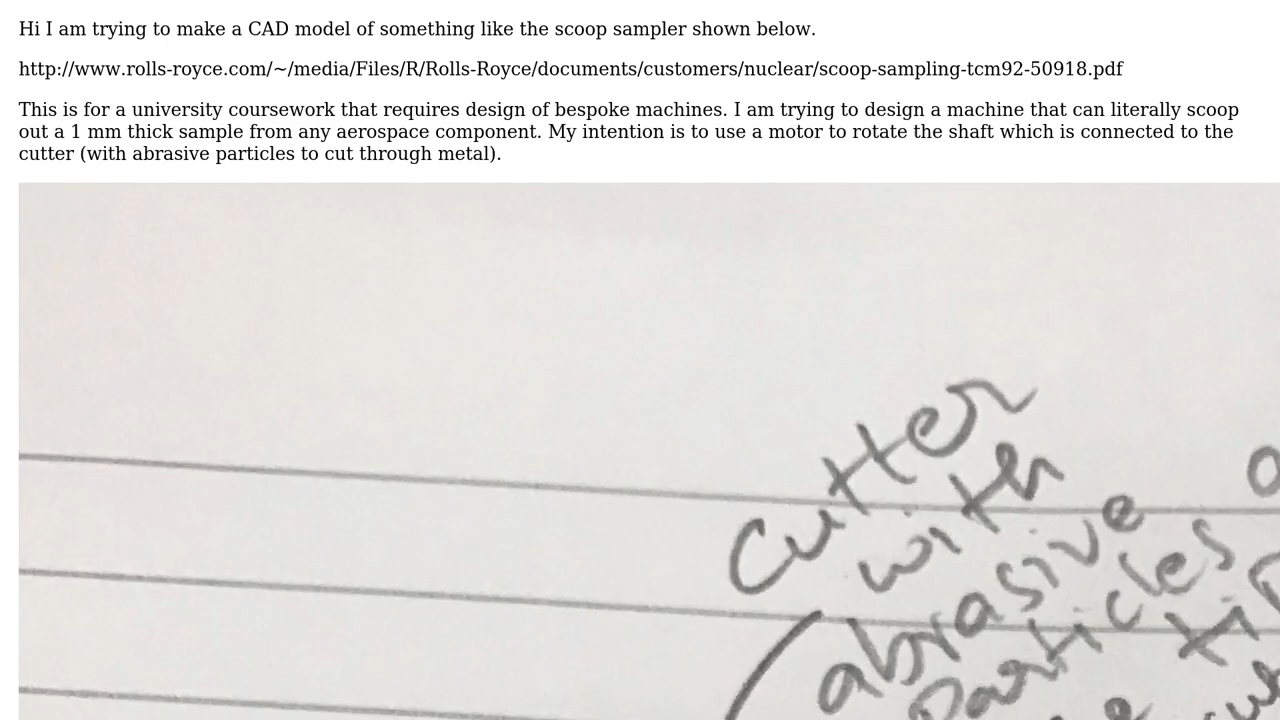 Hi I am trying to make a CAD model of something like the scoop sampler shown below.
http://www.rolls-royce.com/~/media/Files/R/Rolls-Royce/documents/customers/nuclear/scoop-sampling-tcm92-50918.pdf
This is for a university coursework that requires design of bespoke machines. I am trying to design a machine that can literally scoop
out a 1 mm thick sample from any aerospace component. My intention is to use a motor to rotate the shaft which is connected to the
cutter (with abrasive particles to cut through metal).
Cutter
with
abrasive
particles